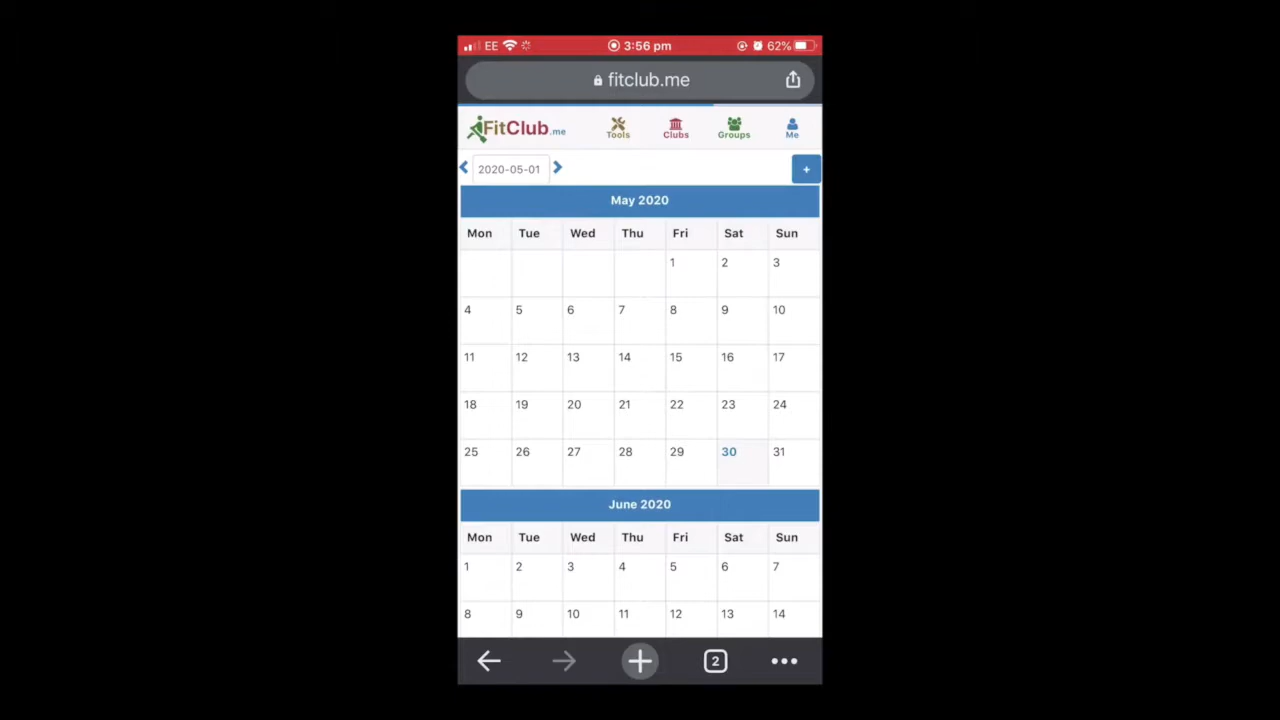 EE 3:56 pm 62%
fitclub.me
FitClub.me Tools Clubs Groups Me
2020-05-01 +
May 2020
Mon Tue Wed Thu Fri Sat Sun
1 2 3
4 5 6 7 8 9 10
11 12 13 14 15 16 17
18 19 20 21 22 23 24
25 26 27 28 29 30 31
June 2020
Mon Tue Wed Thu Fri Sat Sun
1 2 3 4 5 6 7
8 9 10 11 12 13 14
2